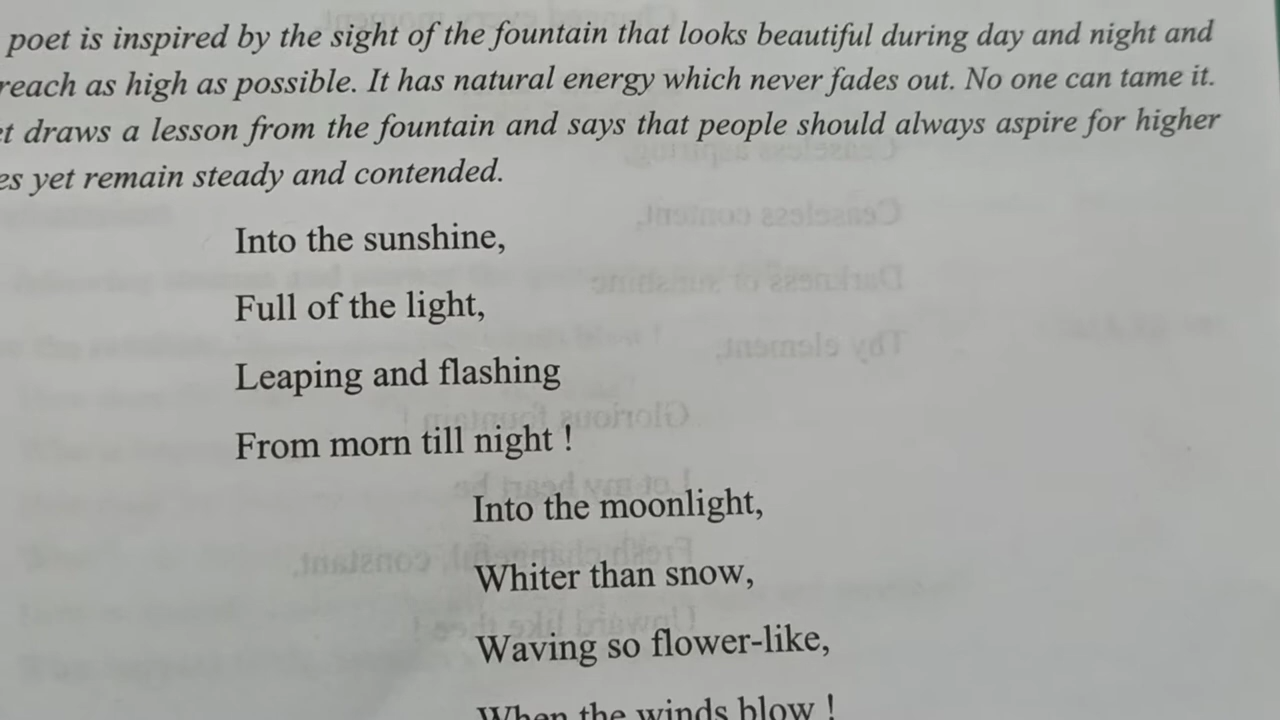 poet is inspired by the sight of the fountain that looks beautiful during day and night and
reach as high as possible. It has natural energy which never fades out. No one can tame it.
draws a lesson from the fountain and says that people should always aspire for higher
yet remain steady and contended.
Into the sunshine,
Full of the light,
Leaping and flashing
From morn till night !
Into the moonlight,
Whiter than snow,
Waving so flower-like,
When the winds blow !